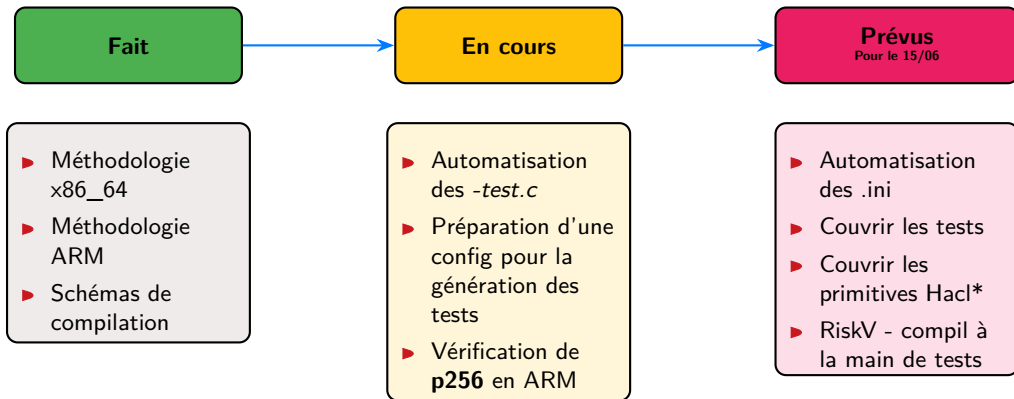 Fait
En cours
Prévus
Pour le 15/06
Méthodologie
x86_64
Méthodologie
ARM
Schémas de
compilation
Automatisation
des -test.c
Préparation d'une
config pour la
génération des
tests
Vérification de
p256 en ARM
Automatisation
des .ini
Couvrir les tests
Couvrir les
primitives Hacl*
RiskV - compil à
la main de tests